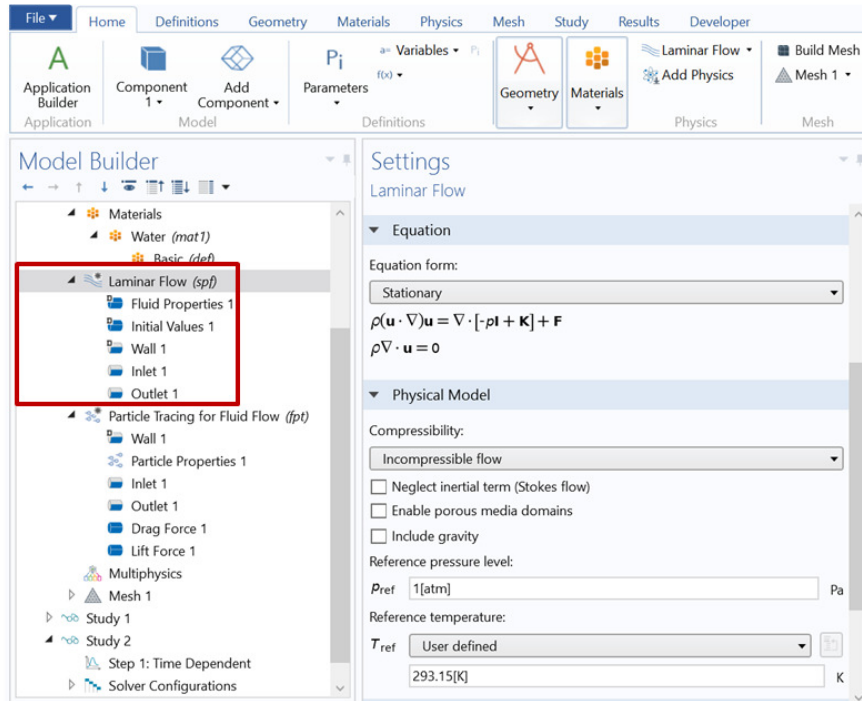 File
Home Definitions Geometry Materials Physics Mesh Study Results Developer
A
Application Builder
Application
Component 1
Add Component
Model
Pi
Parameters
a= Variables
Pi
f(x)
Definitions
Geometry
Materials
Laminar Flow
Add Physics
Physics
Build Mesh
Mesh 1
Mesh
Model Builder
Materials
Water (mat1)
Basic (def)
Laminar Flow (spf)
Fluid Properties 1
Initial Values 1
Wall 1
Inlet 1
Outlet 1
Particle Tracing for Fluid Flow (fpt)
Wall 1
Particle Properties 1
Inlet 1
Outlet 1
Drag Force 1
Lift Force 1
Multiphysics
Mesh 1
Study 1
Study 2
Step 1: Time Dependent
Solver Configurations
Settings
Laminar Flow
Equation
Equation form:
Stationary
ρ(u · ∇)u = ∇ · [-pI + K] + F
ρ∇ · u = 0
Physical Model
Compressibility:
Incompressible flow
Neglect inertial term (Stokes flow)
Enable porous media domains
Include gravity
Reference pressure level:
pref 1[atm] Pa
Reference temperature:
Tref User defined
293.15[K] K